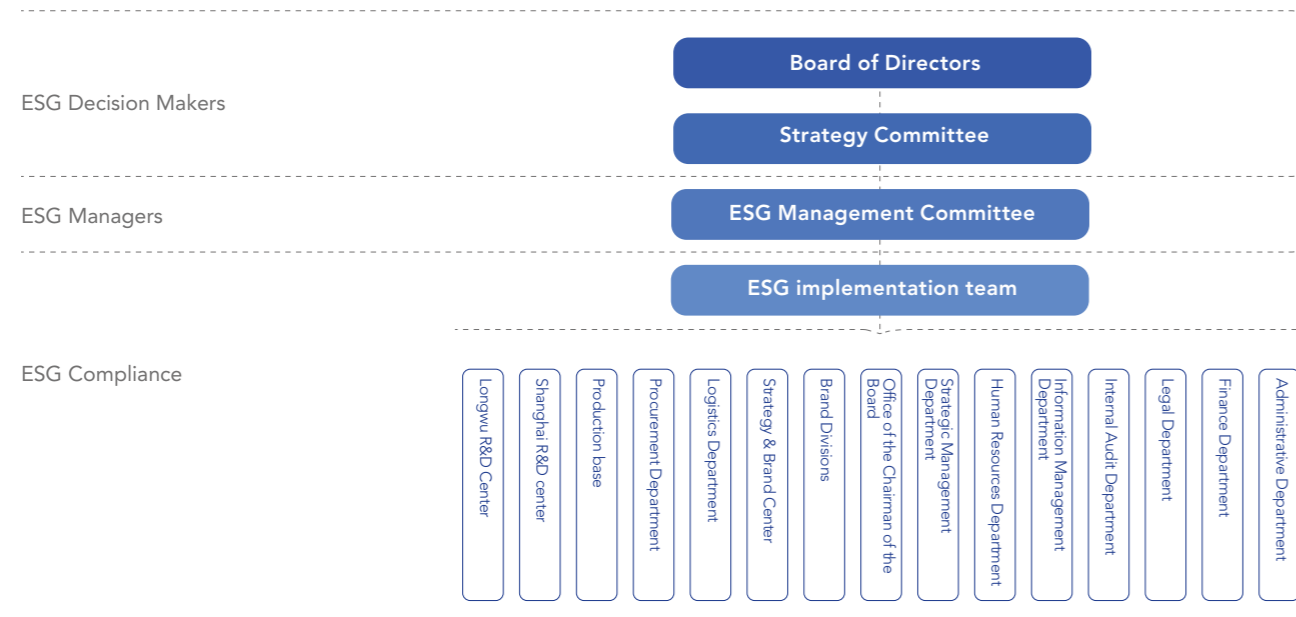 Board of Directors
ESG Decision Makers
Strategy Committee
ESG Managers
ESG Management Committee
ESG implementation team
ESG Compliance
Longwu R&D Center
Shanghai R&D center
Production base
Procurement Department
Logistics Department
Strategy & Brand Center
Brand Divisions
Office of the Chairman of the
Board
Strategic Management
Department
Human Resources Department
Information Management
Department
Internal Audit Department
Legal Department
Finance Department
Administrative Department